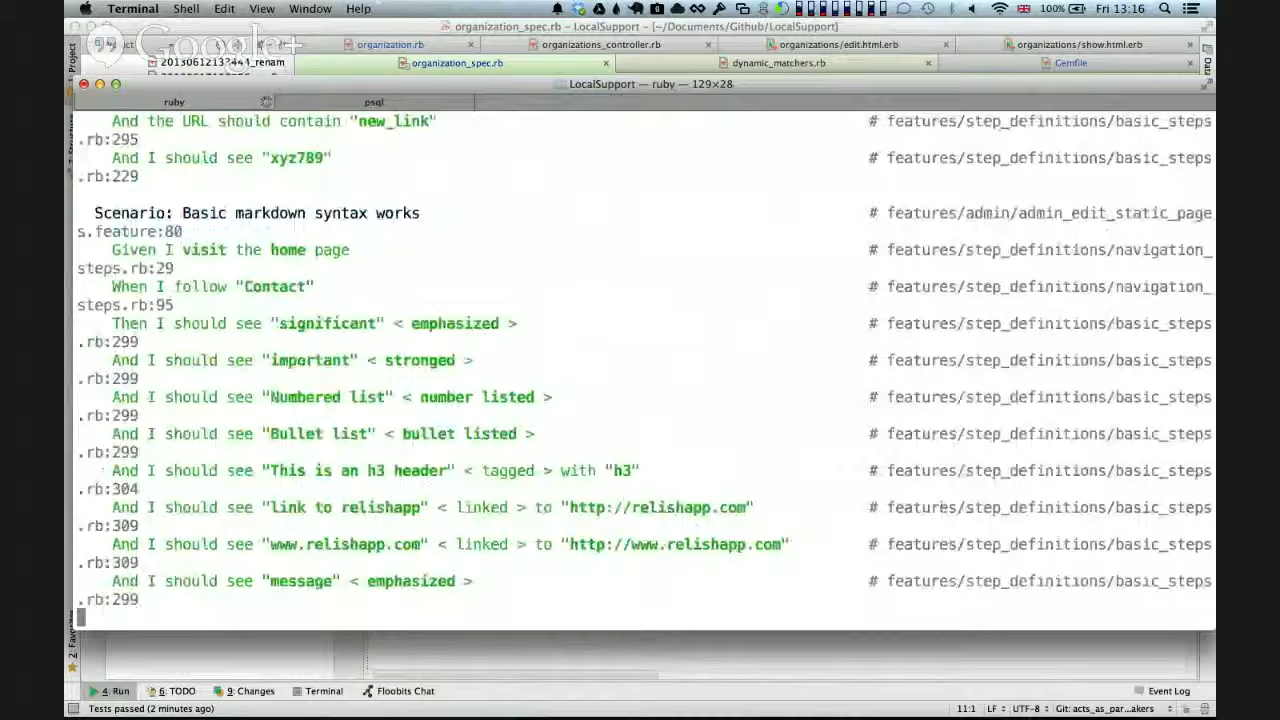 Terminal Shell Edit View Window Help 100% Fri 13:16
organization_spec.rb – LocalSupport – [~/Documents/Github/LocalSupport]
Google+
organization.rb organizations_controller.rb organizations/edit.html.erb organizations/show.html.erb
20130612133444_renam organization_spec.rb dynamic_matchers.rb Gemfile
LocalSupport — ruby — 129×28
ruby psql
And the URL should contain "new_link" # features/step_definitions/basic_steps
.rb:295
And I should see "xyz789" # features/step_definitions/basic_steps
.rb:229
Scenario: Basic markdown syntax works # features/admin/admin_edit_static_page
s.feature:80
Given I visit the home page # features/step_definitions/navigation_
steps.rb:29
When I follow "Contact" # features/step_definitions/navigation_
steps.rb:95
Then I should see "significant" < emphasized > # features/step_definitions/basic_steps
.rb:299
And I should see "important" < stronged > # features/step_definitions/basic_steps
.rb:299
And I should see "Numbered list" < number listed > # features/step_definitions/basic_steps
.rb:299
And I should see "Bullet list" < bullet listed > # features/step_definitions/basic_steps
.rb:299
And I should see "This is an h3 header" < tagged > with "h3" # features/step_definitions/basic_steps
.rb:304
And I should see "link to relishapp" < linked > to "http://relishapp.com" # features/step_definitions/basic_steps
.rb:309
And I should see "www.relishapp.com" < linked > to "http://www.relishapp.com" # features/step_definitions/basic_steps
.rb:309
And I should see "message" < emphasized > # features/step_definitions/basic_steps
.rb:299
2: Favorites
4: Run 6: TODO 9: Changes Terminal Floobits Chat Event Log
Tests passed (2 minutes ago) 11:1 LF UTF-8 Git: acts_as_par...akers